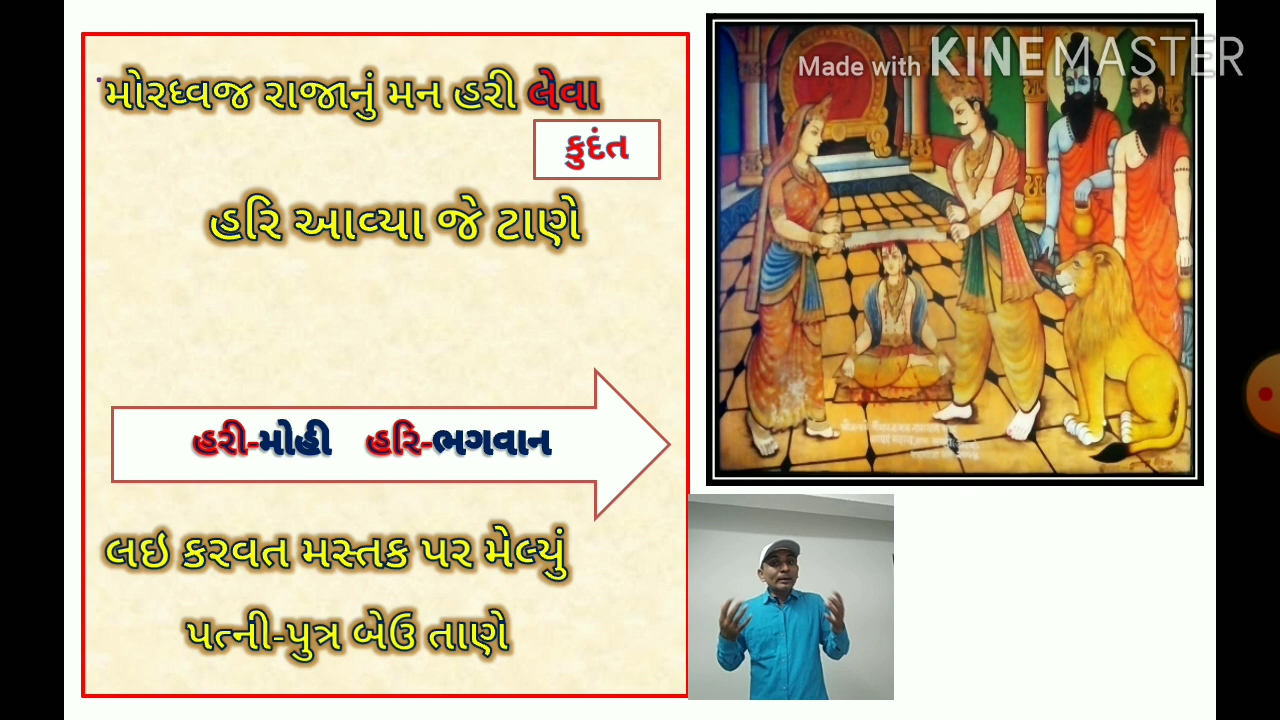 મોરધ્વજ રાજાનું મન હરી લેવા
કુદંત
હરિ આવ્યા જે ટાણે
હરી-મોહી હરિ-ભગવાન
લઇ કરવત મસ્તક પર મેલ્યું
પત્ની-પુત્ર બેઉ તાણે
Made with KINEMASTER